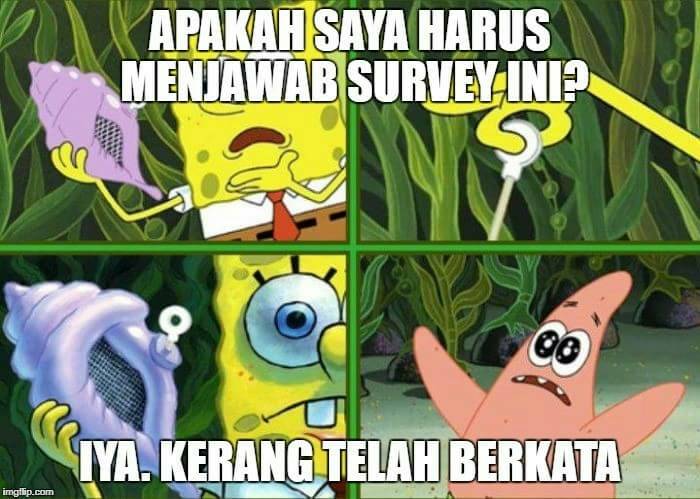 APAKAH SAYA HARUS
MENJAWAB SURVEY INI?
IYA. KERANG TELAH BERKATA
imgflip.com